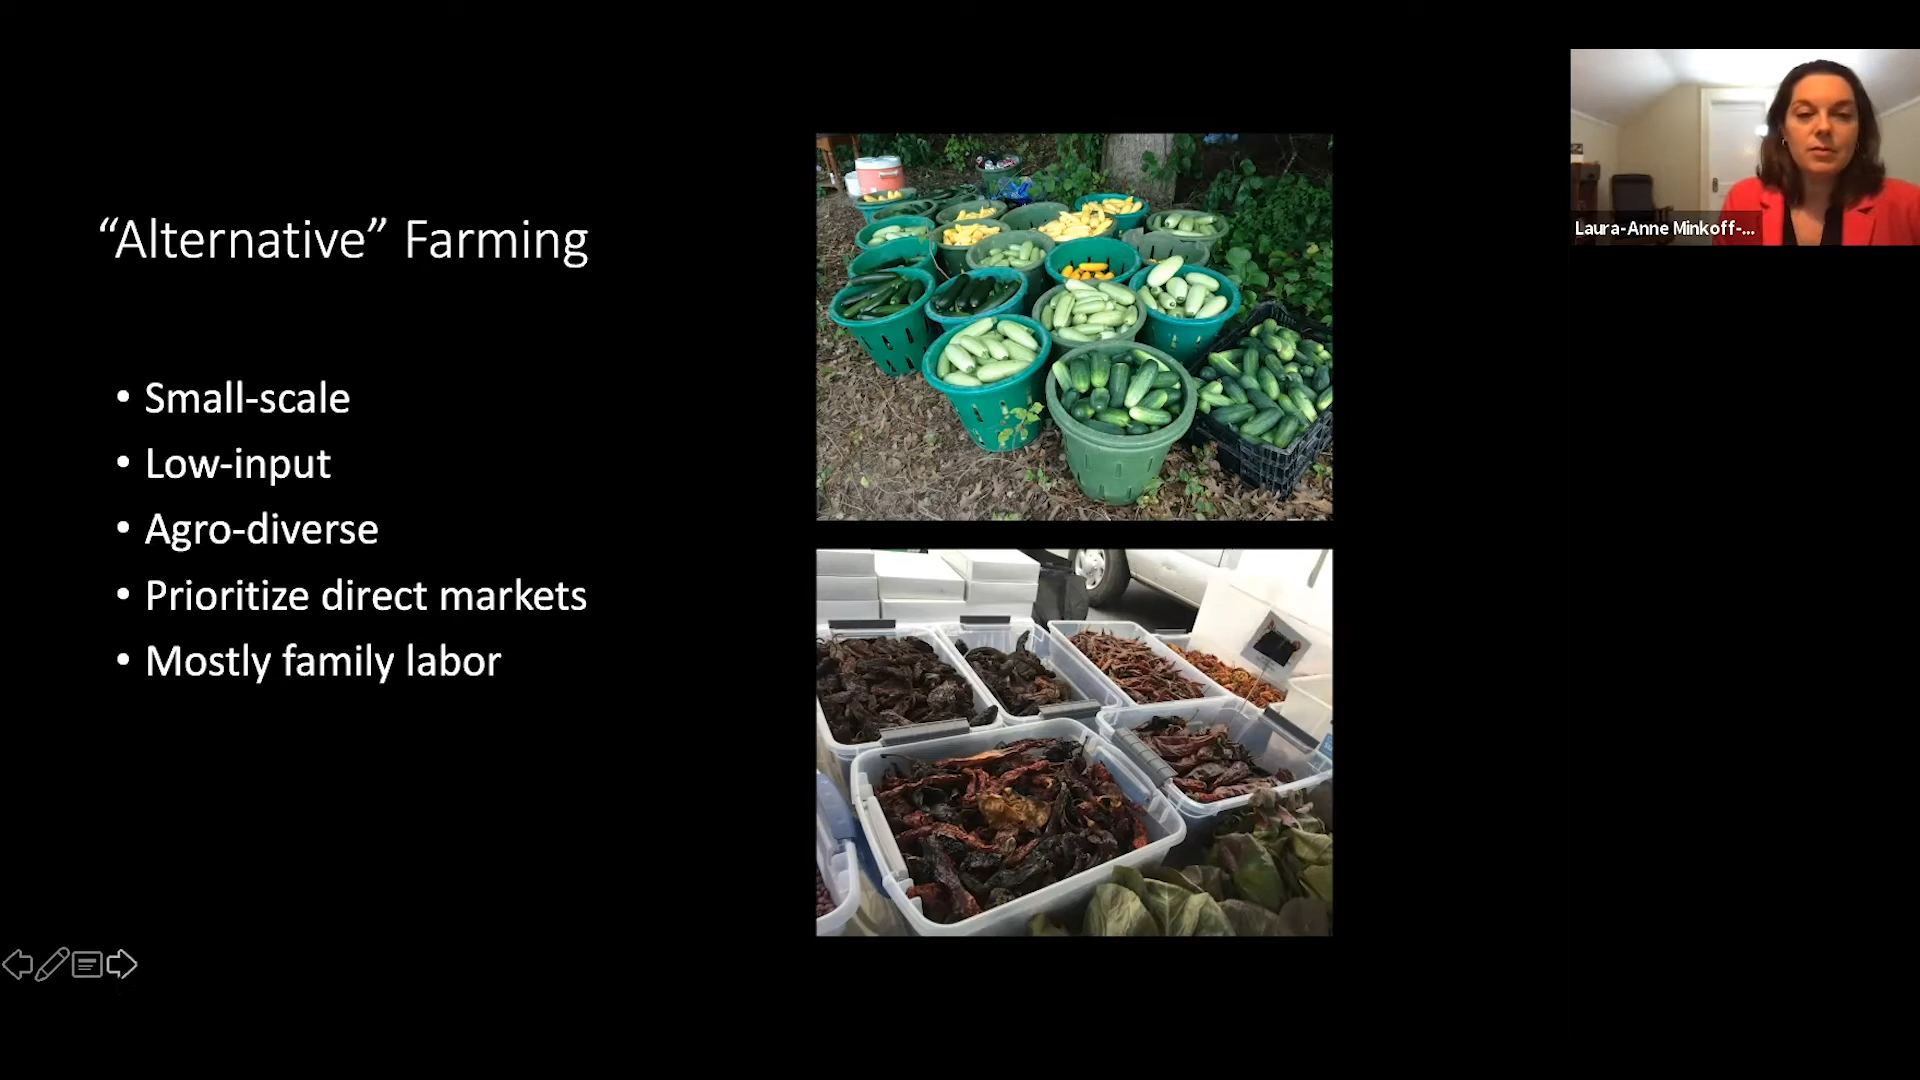 “Alternative” Farming
• Small-scale
• Low-input
• Agro-diverse
• Prioritize direct markets
• Mostly family labor
Laura-Anne Minkoff-...